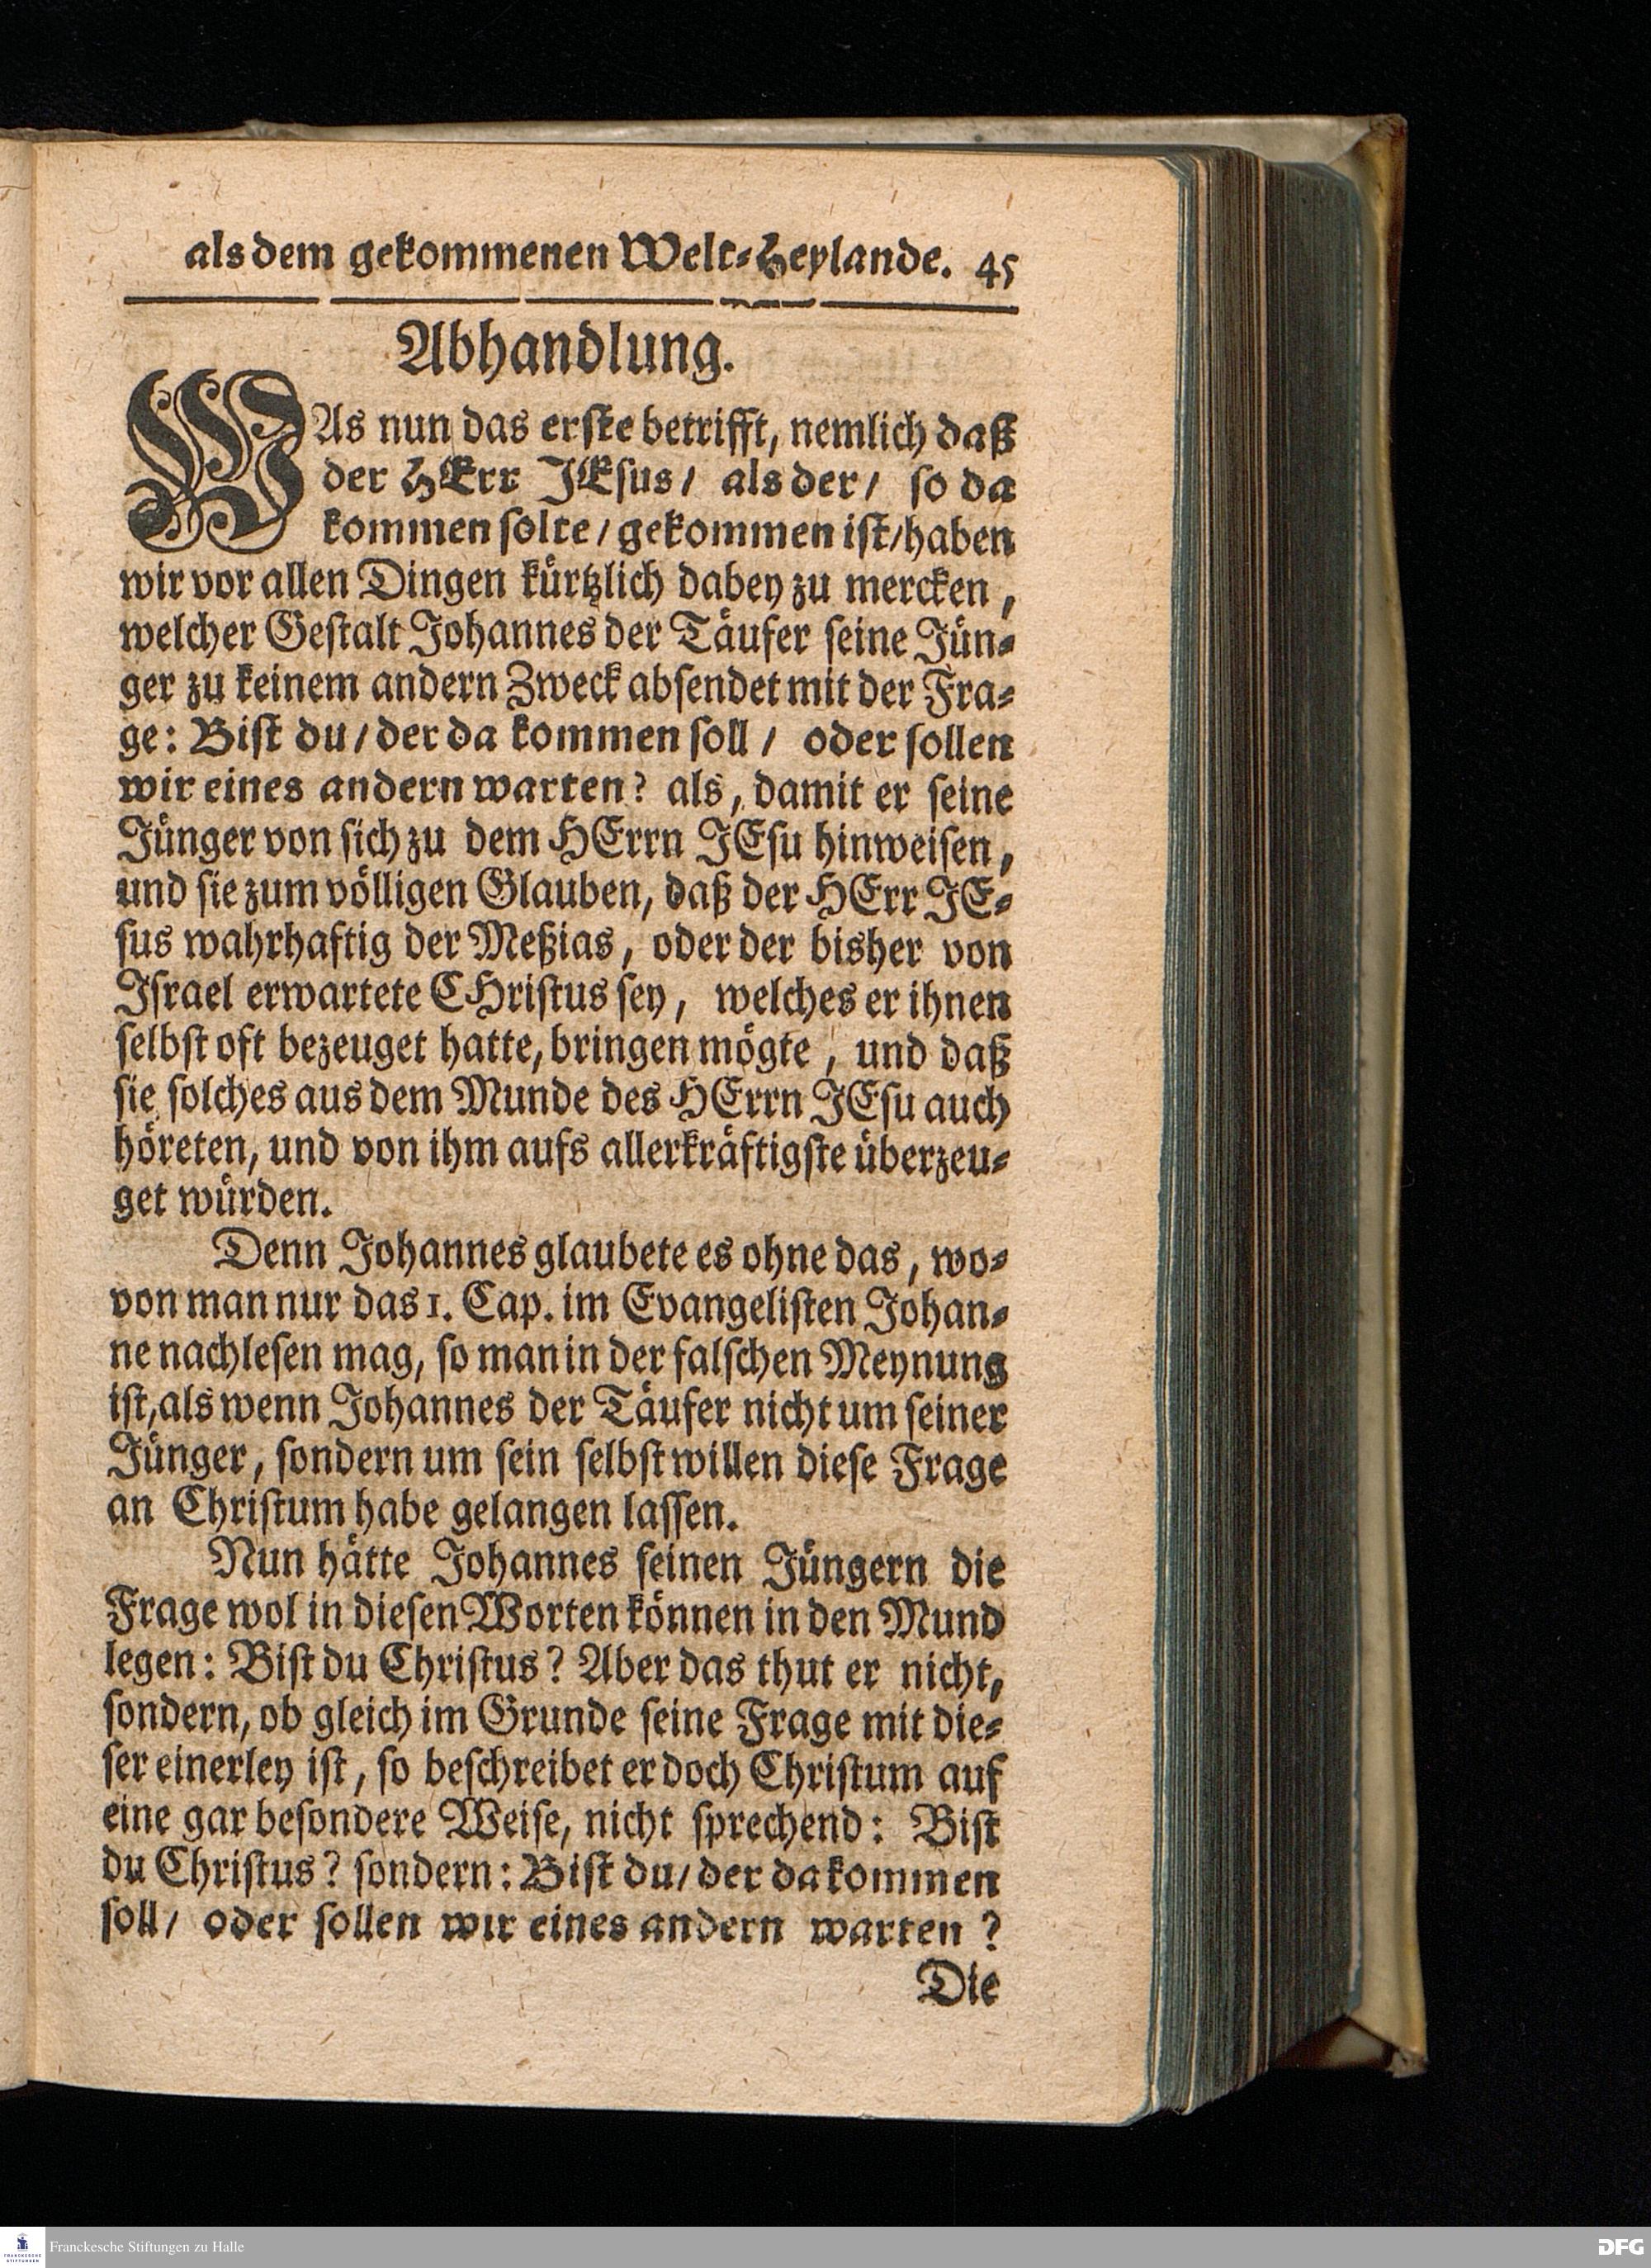 als dem gekommenen Welt-Heylande. 45
Abhandlung.
WAs nun das erste betrifft, nemlich daß
der HErr JEsus/ als der/ so da
kommen solte/ gekommen ist/ haben
wir vor allen Dingen kürtzlich dabey zu mercken,
welcher Gestalt Johannes der Täufer seine Jün-
ger zu keinem andern Zweck absendet mit der Fra-
ge: Bist du/ der da kommen soll/ oder sollen
wir eines andern warten? als, damit er seine
Jünger von sich zu dem HErrn JEsu hinweisen,
und sie zum völligen Glauben, daß der HErr JE-
sus wahrhaftig der Meßias, oder der bisher von
Israel erwartete CHristus sey, welches er ihnen
selbst oft bezeuget hatte, bringen mögte, und daß
sie solches aus dem Munde des HErrn JEsu auch
höreten, und von ihm aufs allerkräftigste überzeu-
get würden.
Denn Johannes glaubete es ohne das, wo-
von man nur das 1. Cap. im Evangelisten Johan-
ne nachlesen mag, so man in der falschen Meynung
ist, als wenn Johannes der Täufer nicht um seiner
Jünger, sondern um sein selbst willen diese Frage
an Christum habe gelangen lassen.
Nun hätte Johannes seinen Jüngern die
Frage wol in diesen Worten können in den Mund
legen: Bist du Christus? Aber das thut er nicht,
sondern, ob gleich im Grunde seine Frage mit die-
ser einerley ist, so beschreibet er doch Christum auf
eine gar besondere Weise, nicht sprechend: Bist
du Christus? sondern: Bist du/ der da kommen
soll/ oder sollen wir eines andern warten?
Die
FRANCKESCHE STIFTUNGEN
Franckesche Stiftungen zu Halle
DFG